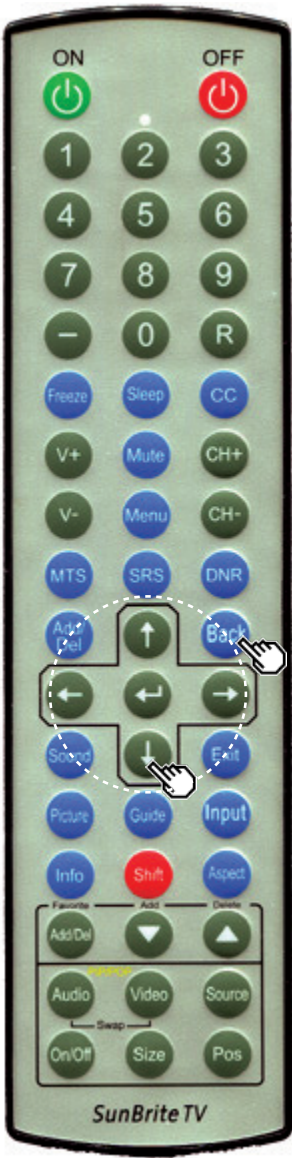 ON OFF
1 2 3
4 5 6
7 8 9
– 0 R
Freeze Sleep CC
V+ Mute CH+
V- Menu CH-
MTS SRS DNR
Add/ Back
Del
Sound Exit
Picture Guide Input
Info Shift Aspect
Favorite Add Delete
Add/Del
PIP/POP
Audio Video Source
Swap
On/Off Size Pos
SunBrite TV